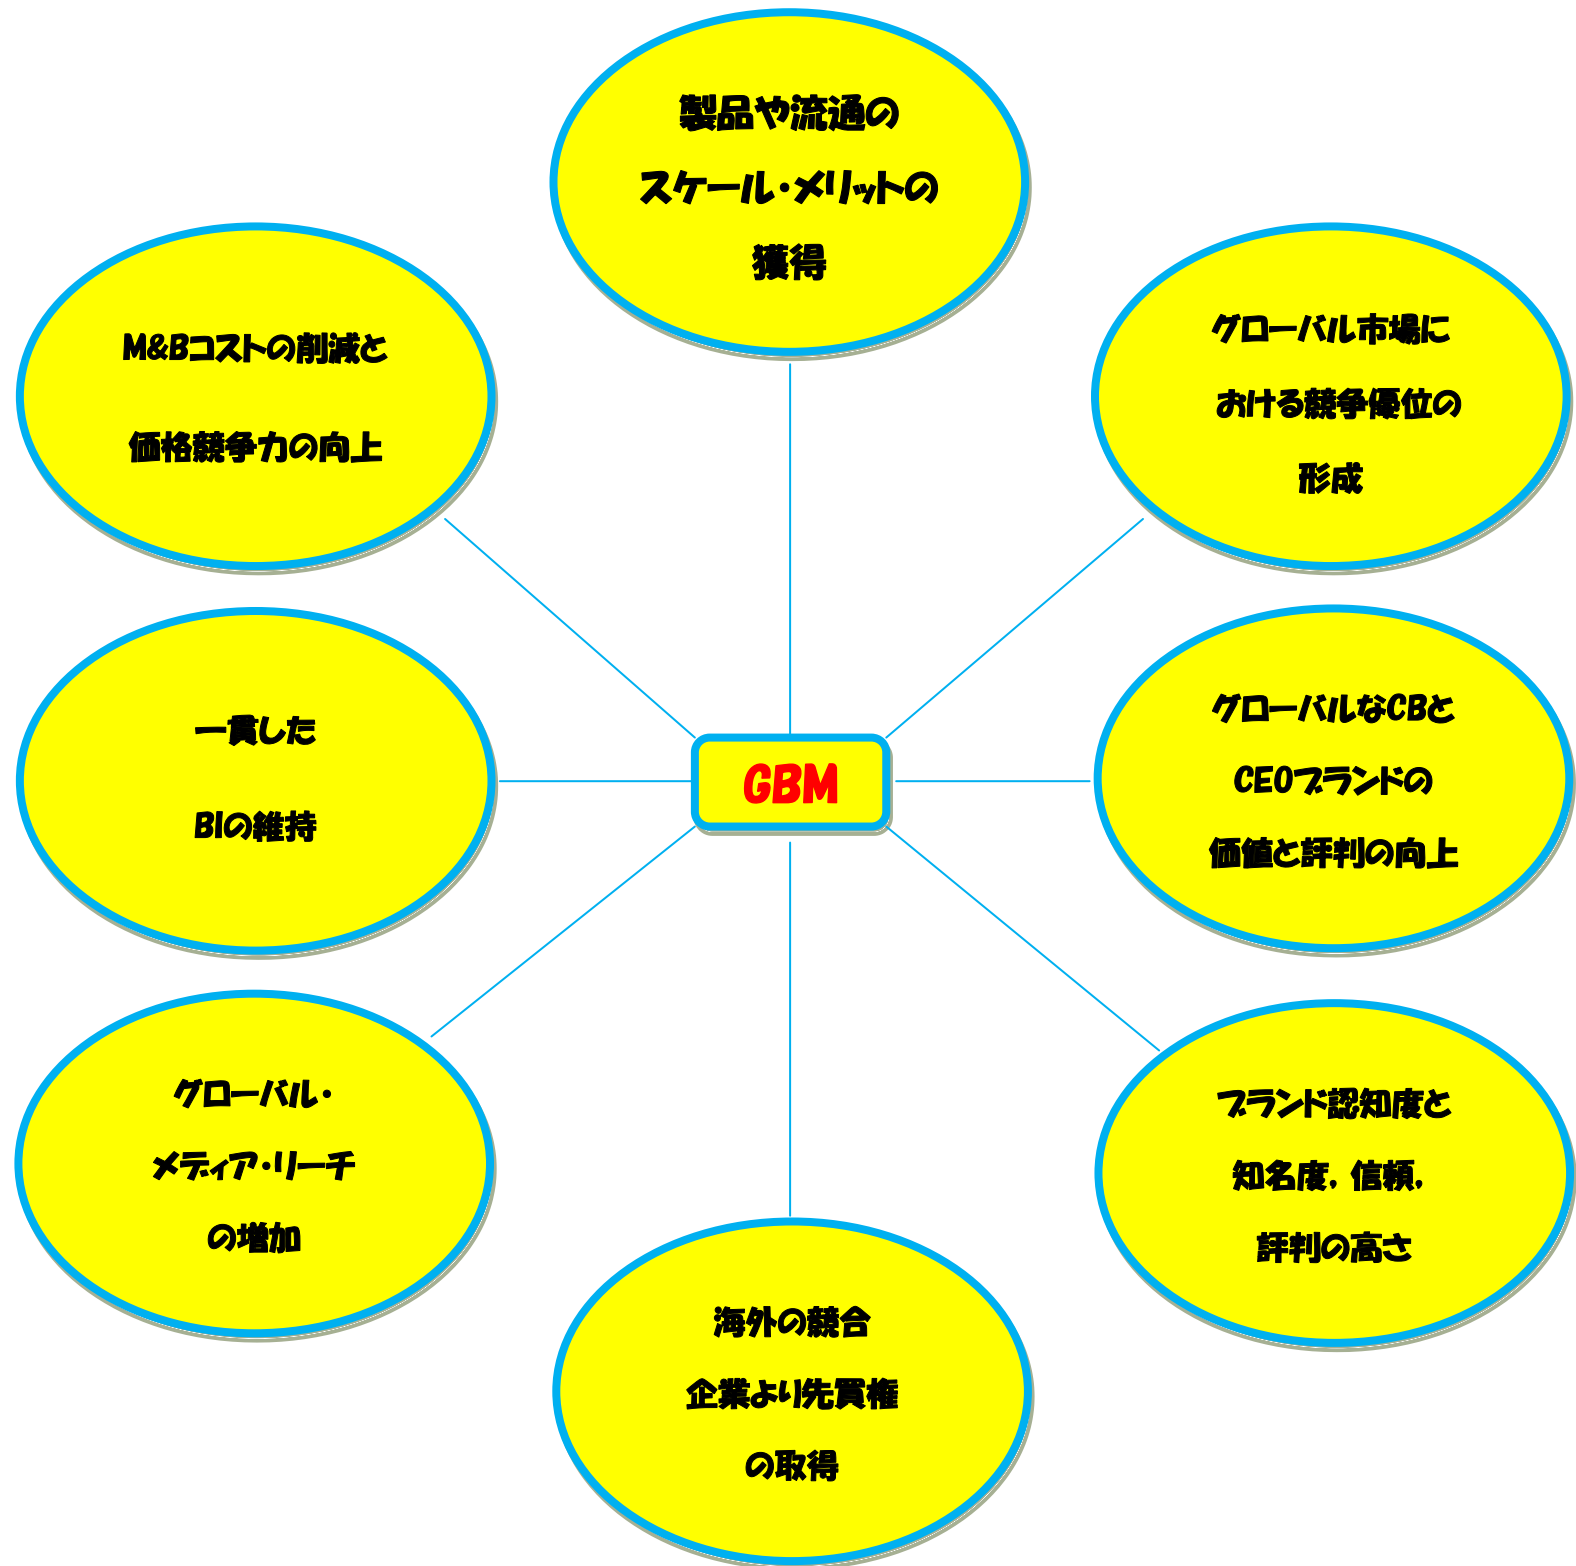 製品や流通の
スケール・メリットの
獲得
グローバル市場に
おける競争優位の
形成
グローバルなCBと
CEOブランドの
価値と評判の向上
ブランド認知度と
知名度，信頼，
評判の高さ
海外の競合
企業より先買権
の取得
グローバル・
メディア・リーチ
の増加
一貫した
BIの維持
M&Bコストの削減と
価格競争力の向上
GBM